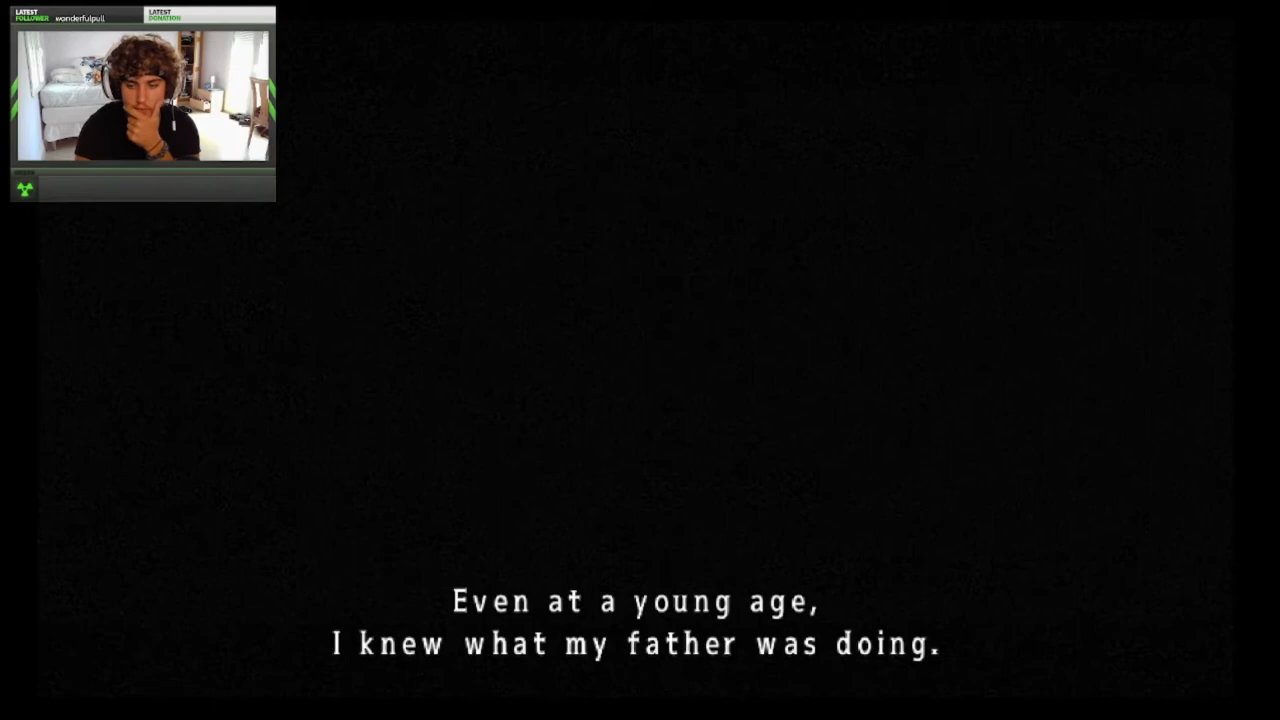 LATEST
FOLLOWER wonderfulpull
LATEST
DONATION
Even at a young age,
I knew what my father was doing.